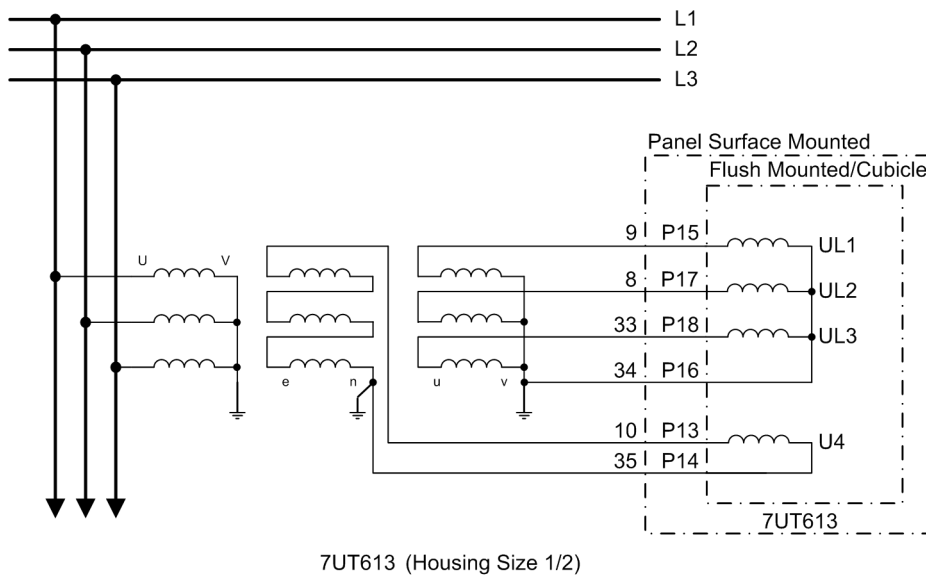 L1
L2
L3
Panel Surface Mounted
Flush Mounted/Cubicle
9 P15 UL1
U V
8 P17 UL2
33 P18 UL3
34 P16
e n u v
10 P13 U4
35 P14
7UT613
7UT613 (Housing Size 1/2)